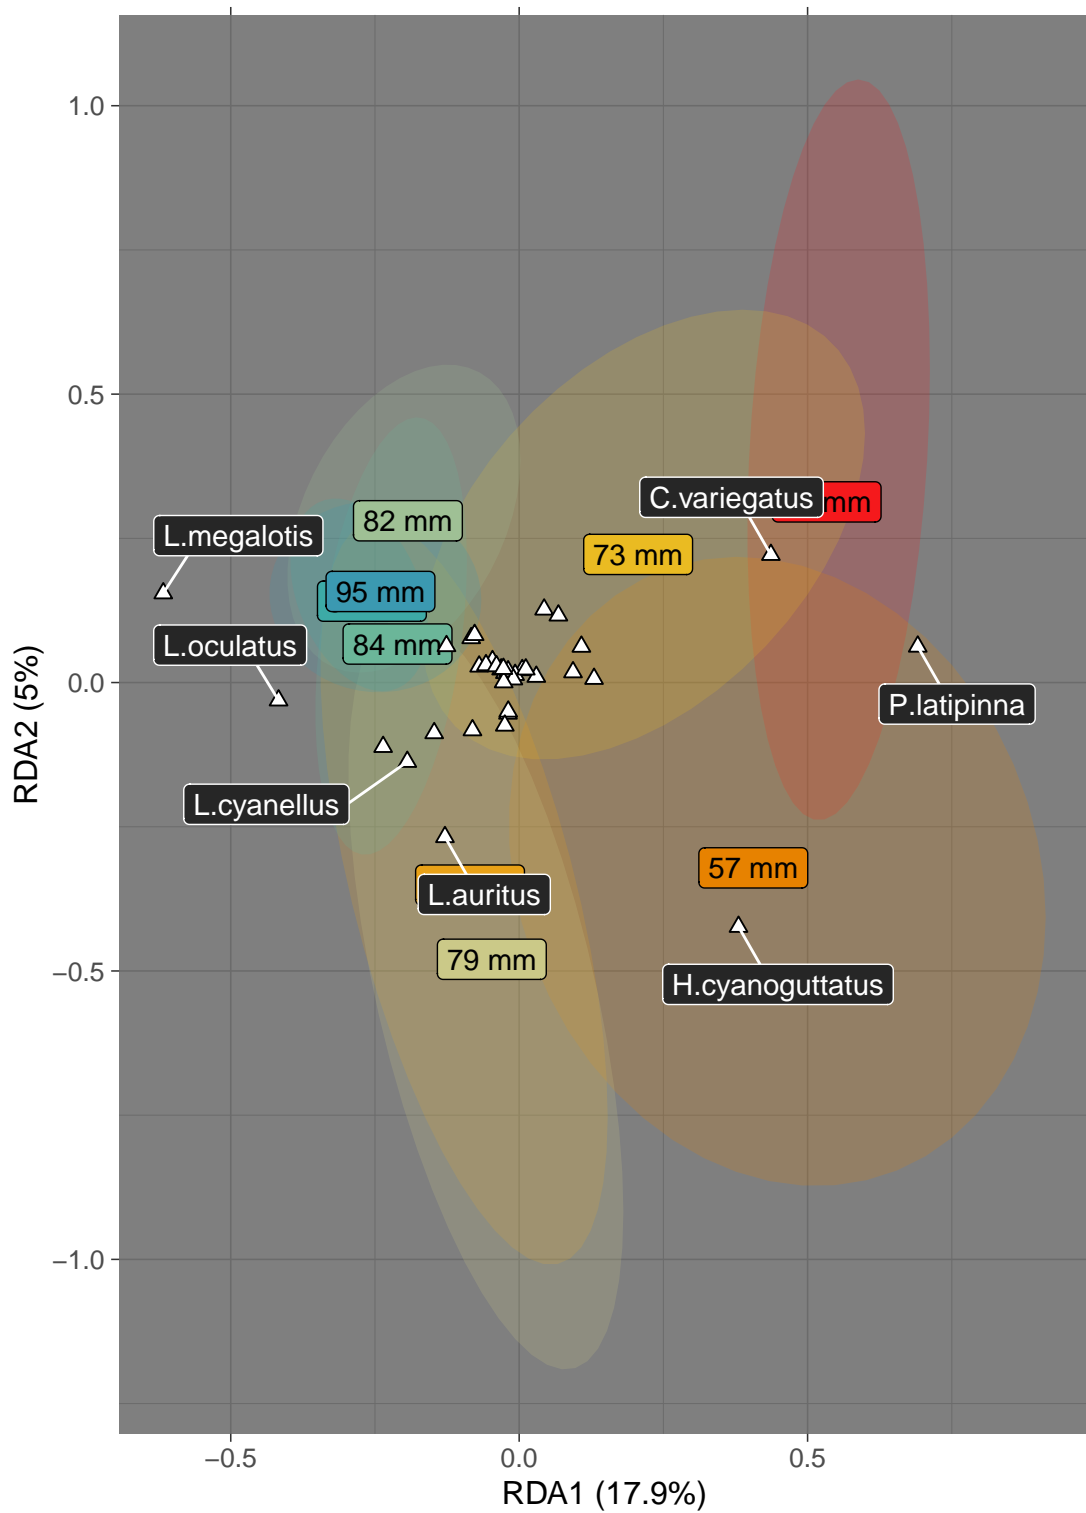 1.0
0.5
C.variegatus
mm
82 mm
L.megalotis
73 mm
95 mm
L.oculatus
84 mm
0.0
P.latipinna
L.cyanellus
57 mm
L.auritus
79 mm
−0.5
H.cyanoguttatus
−1.0
−0.5
0.0
0.5
RDA1 (17.9%)
RDA2 (5%)